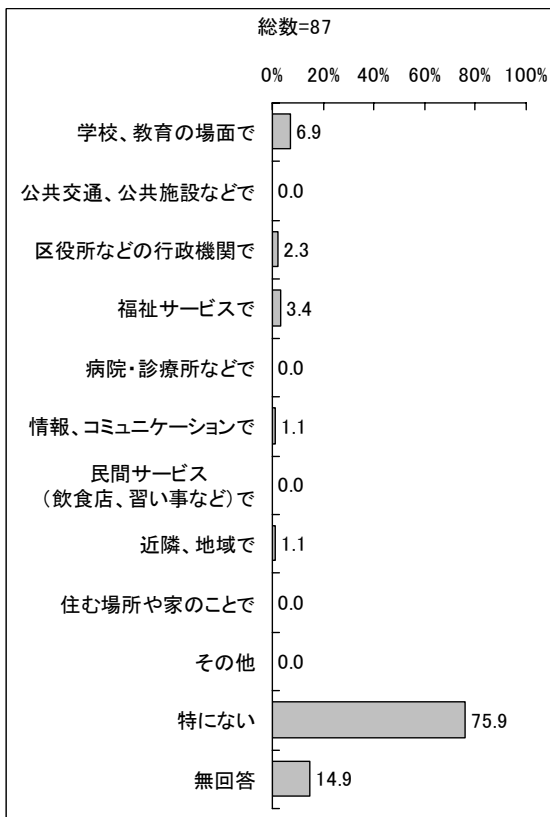 総数=87
0% 20% 40% 60% 80% 100%
学校、教育の場面で 6.9
公共交通、公共施設などで 0.0
区役所などの行政機関で 2.3
福祉サービスで 3.4
病院・診療所などで 0.0
情報、コミュニケーションで 1.1
民間サービス
（飲食店、習い事など）で 0.0
近隣、地域で 1.1
住む場所や家のことで 0.0
その他 0.0
特にない 75.9
無回答 14.9